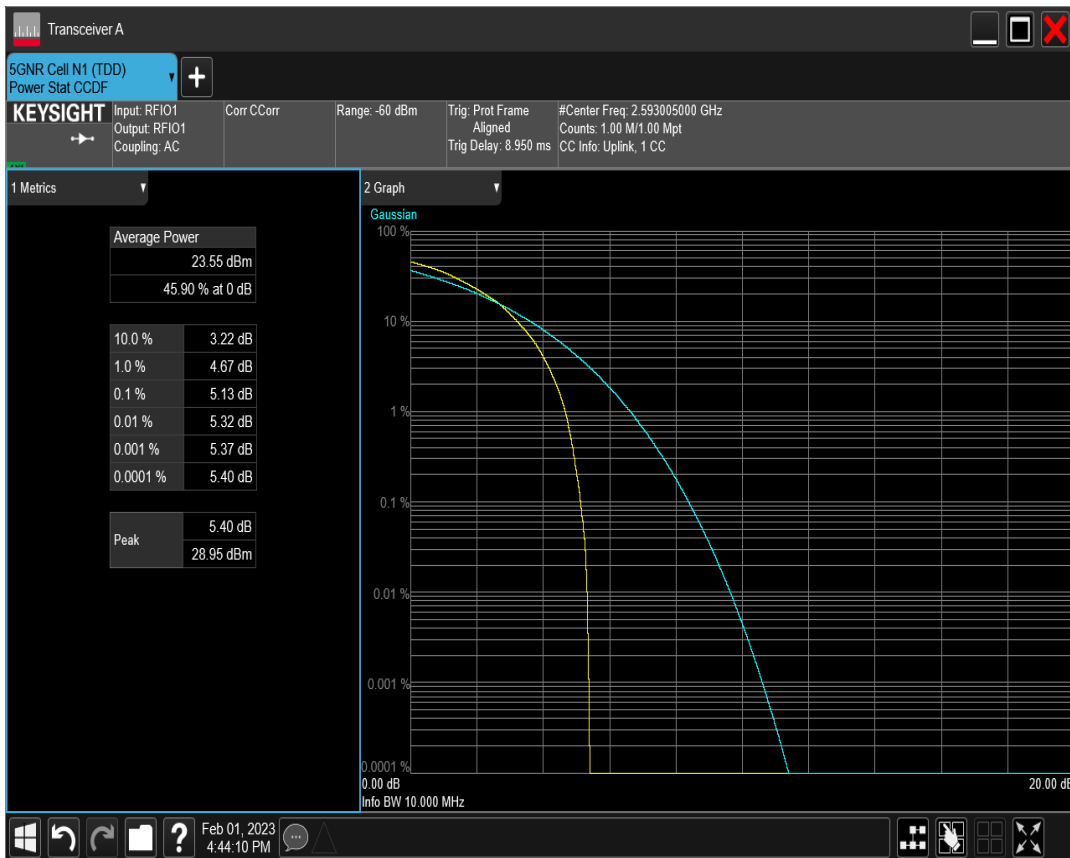 Transceiver A
5GNR Cell N1 (TDD)
Power Stat CCDF
KEYSIGHT
Input: RFIO1
Output: RFIO1
Coupling: AC
Corr CCorr
Range: -60 dBm
Trig: Prot Frame
Aligned
Trig Delay: 8.950 ms
#Center Freq: 2.593005000 GHz
Counts: 1.00 M/1.00 Mpt
CC Info: Uplink, 1 CC
1 Metrics
Average Power
23.55 dBm
45.90 % at 0 dB
10.0 % 3.22 dB
1.0 % 4.67 dB
0.1 % 5.13 dB
0.01 % 5.32 dB
0.001 % 5.37 dB
0.0001 % 5.40 dB
Peak
5.40 dB
28.95 dBm
2 Graph
Gaussian
100 %
10 %
1 %
0.1 %
0.01 %
0.001 %
0.0001 %
0.00 dB 20.00 dB
Info BW 10.000 MHz
Feb 01, 2023
4:44:10 PM